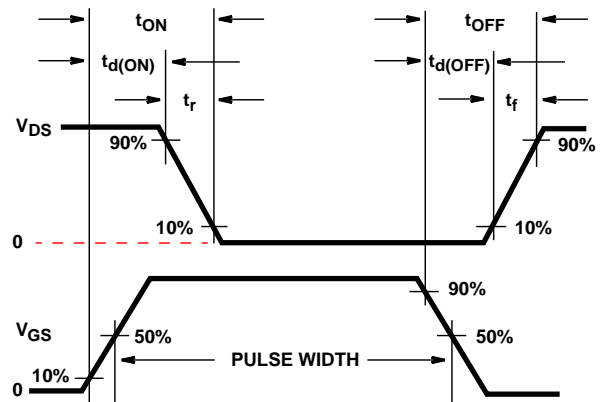 tON tOFF
td(ON) td(OFF)
tr tf
VDS
90% 90%
10% 10%
0
90%
VGS 50% 50%
PULSE WIDTH
10%
0